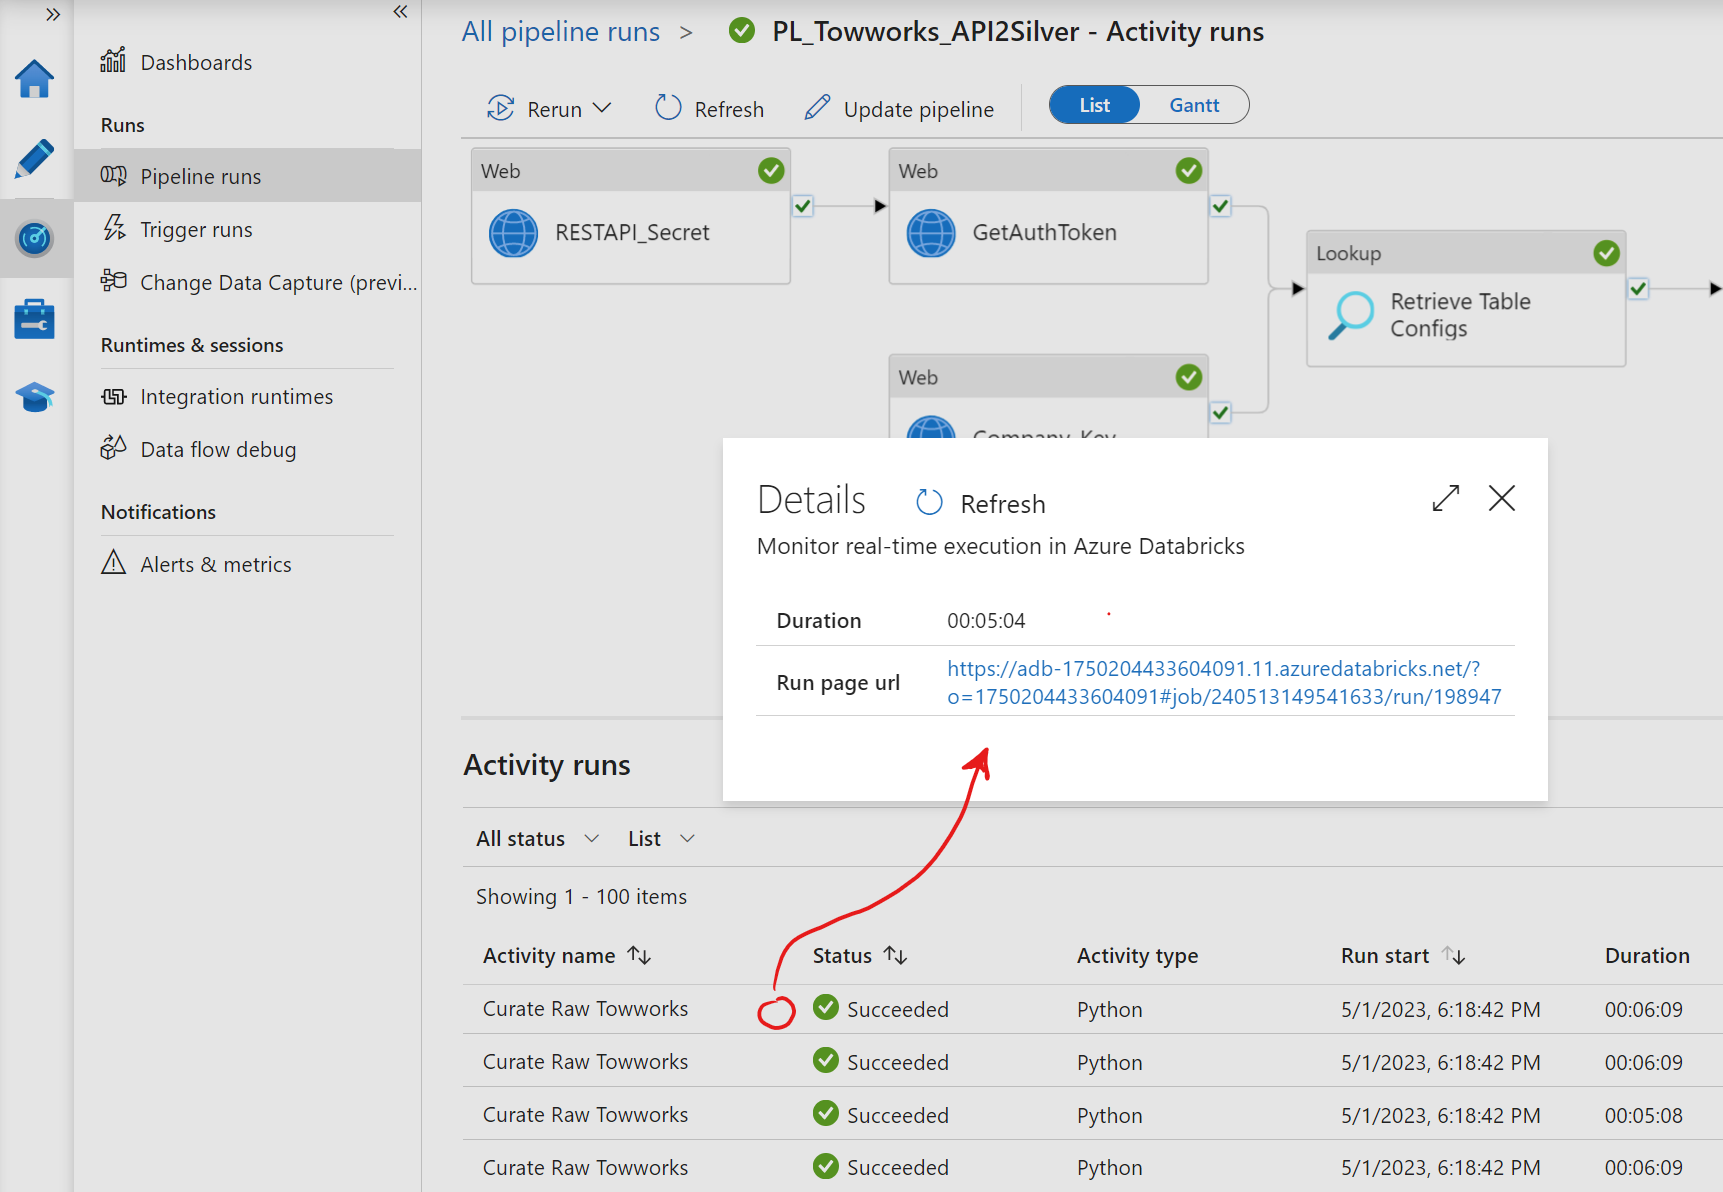 All pipeline runs > PL_Towworks_API2Silver - Activity runs
Dashboards
Runs
Pipeline runs
Trigger runs
Change Data Capture (previ...
Runtimes & sessions
Integration runtimes
Data flow debug
Notifications
Alerts & metrics
Rerun Refresh Update pipeline List Gantt
Web
RESTAPI_Secret
Web
GetAuthToken
Lookup
Retrieve Table
Configs
Web
Company_Key
Details Refresh
Monitor real-time execution in Azure Databricks
Duration 00:05:04
Run page url https://adb-1750204433604091.11.azuredatabricks.net/?
o=1750204433604091#job/240513149541633/run/198947
Activity runs
All status List
Showing 1 - 100 items
Activity name Status Activity type Run start Duration
Curate Raw Towworks Succeeded Python 5/1/2023, 6:18:42 PM 00:06:09
Curate Raw Towworks Succeeded Python 5/1/2023, 6:18:42 PM 00:06:09
Curate Raw Towworks Succeeded Python 5/1/2023, 6:18:42 PM 00:05:08
Curate Raw Towworks Succeeded Python 5/1/2023, 6:18:42 PM 00:06:09